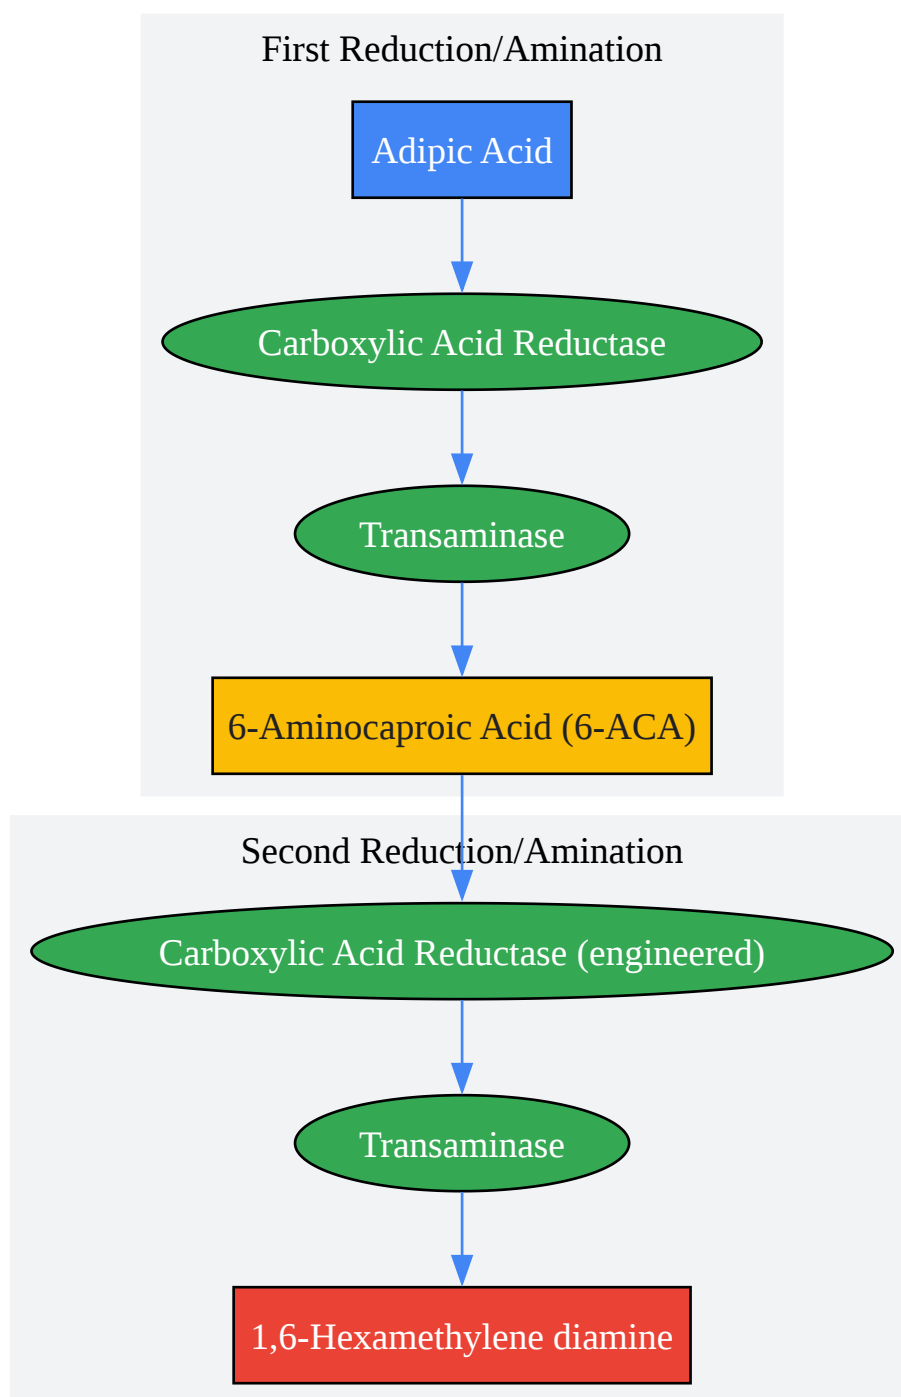 First Reduction/Amination
Adipic Acid
Carboxylic Acid Reductase
Transaminase
6-Aminocaproic Acid (6-ACA)
Second Reduction/Amination
Carboxylic Acid Reductase (engineered)
Transaminase
1,6-Hexamethylene diamine